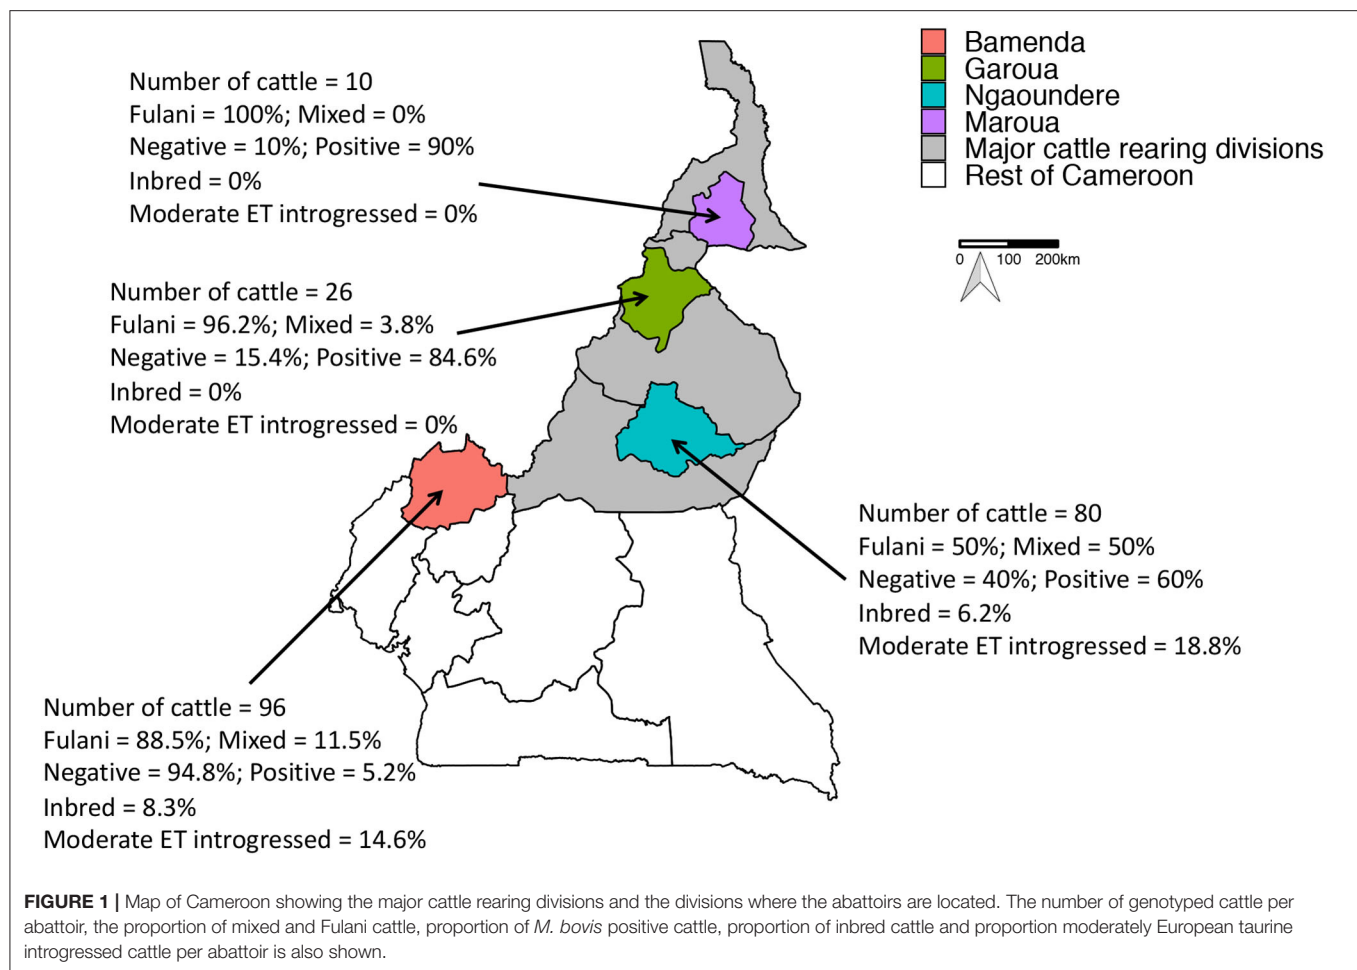 Number of cattle = 10
Fulani = 100%; Mixed = 0%
Negative = 10%; Positive = 90%
Inbred = 0%
Moderate ET introgressed = 0%
Bamenda
Garoua
Ngaoundere
Maroua
Major cattle rearing divisions
Rest of Cameroon
0 100 200km
Number of cattle = 26
Fulani = 96.2%; Mixed = 3.8%
Negative = 15.4%; Positive = 84.6%
Inbred = 0%
Moderate ET introgressed = 0%
Number of cattle = 80
Fulani = 50%; Mixed = 50%
Negative = 40%; Positive = 60%
Inbred = 6.2%
Moderate ET introgressed = 18.8%
Number of cattle = 96
Fulani = 88.5%; Mixed = 11.5%
Negative = 94.8%; Positive = 5.2%
Inbred = 8.3%
Moderate ET introgressed = 14.6%
FIGURE 1 | Map of Cameroon showing the major cattle rearing divisions and the divisions where the abattoirs are located. The number of genotyped cattle per
abattoir, the proportion of mixed and Fulani cattle, proportion of M. bovis positive cattle, proportion of inbred cattle and proportion moderately European taurine
introgressed cattle per abattoir is also shown.